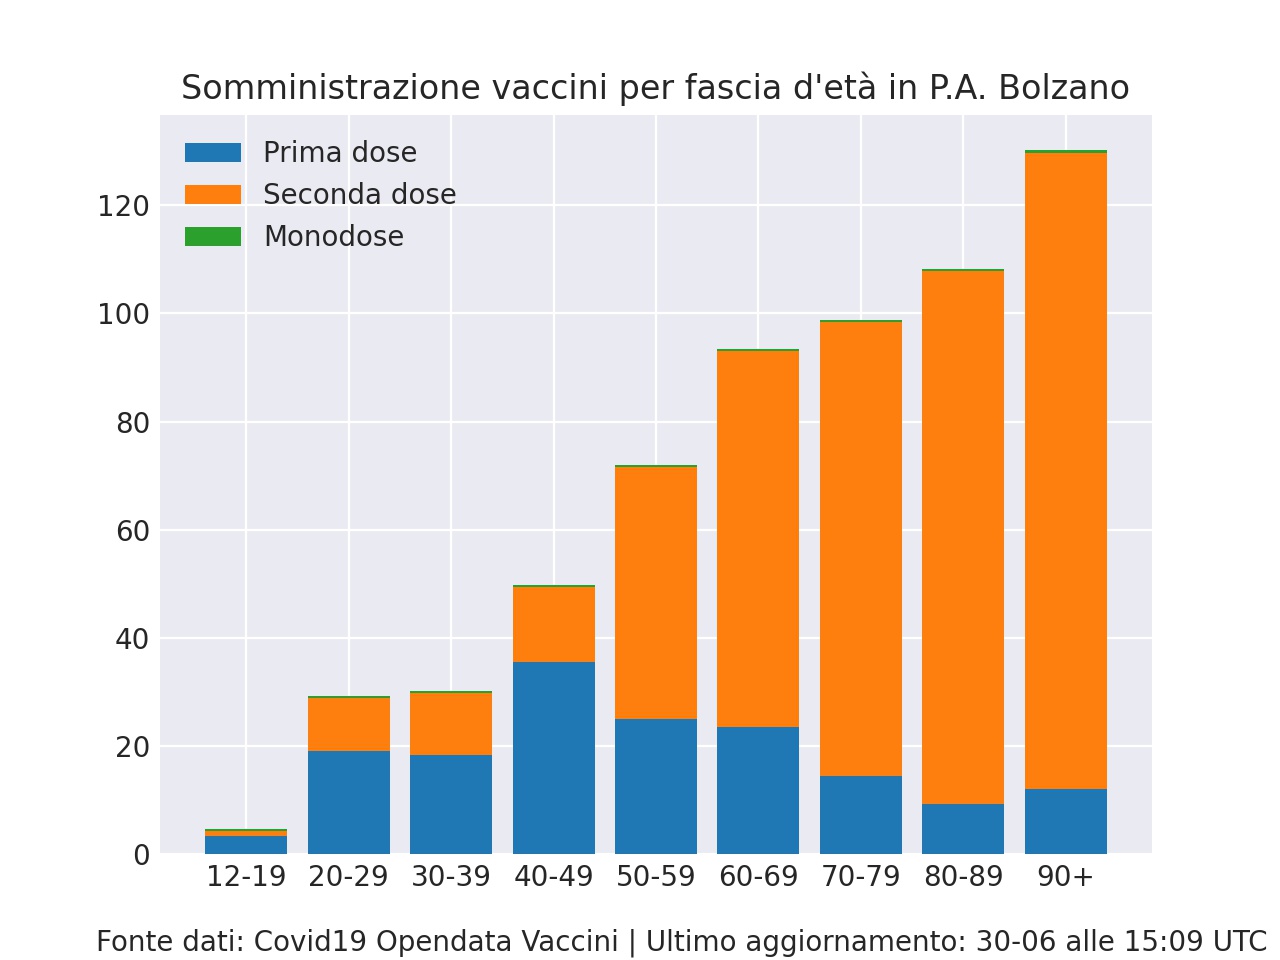 Somministrazione vaccini per fascia d'età in P.A. Bolzano
Prima dose
Seconda dose
Monodose
120
100
80
60
40
20
0
12-19 20-29 30-39 40-49 50-59 60-69 70-79 80-89 90+
Fonte dati: Covid19 Opendata Vaccini | Ultimo aggiornamento: 30-06 alle 15:09 UTC